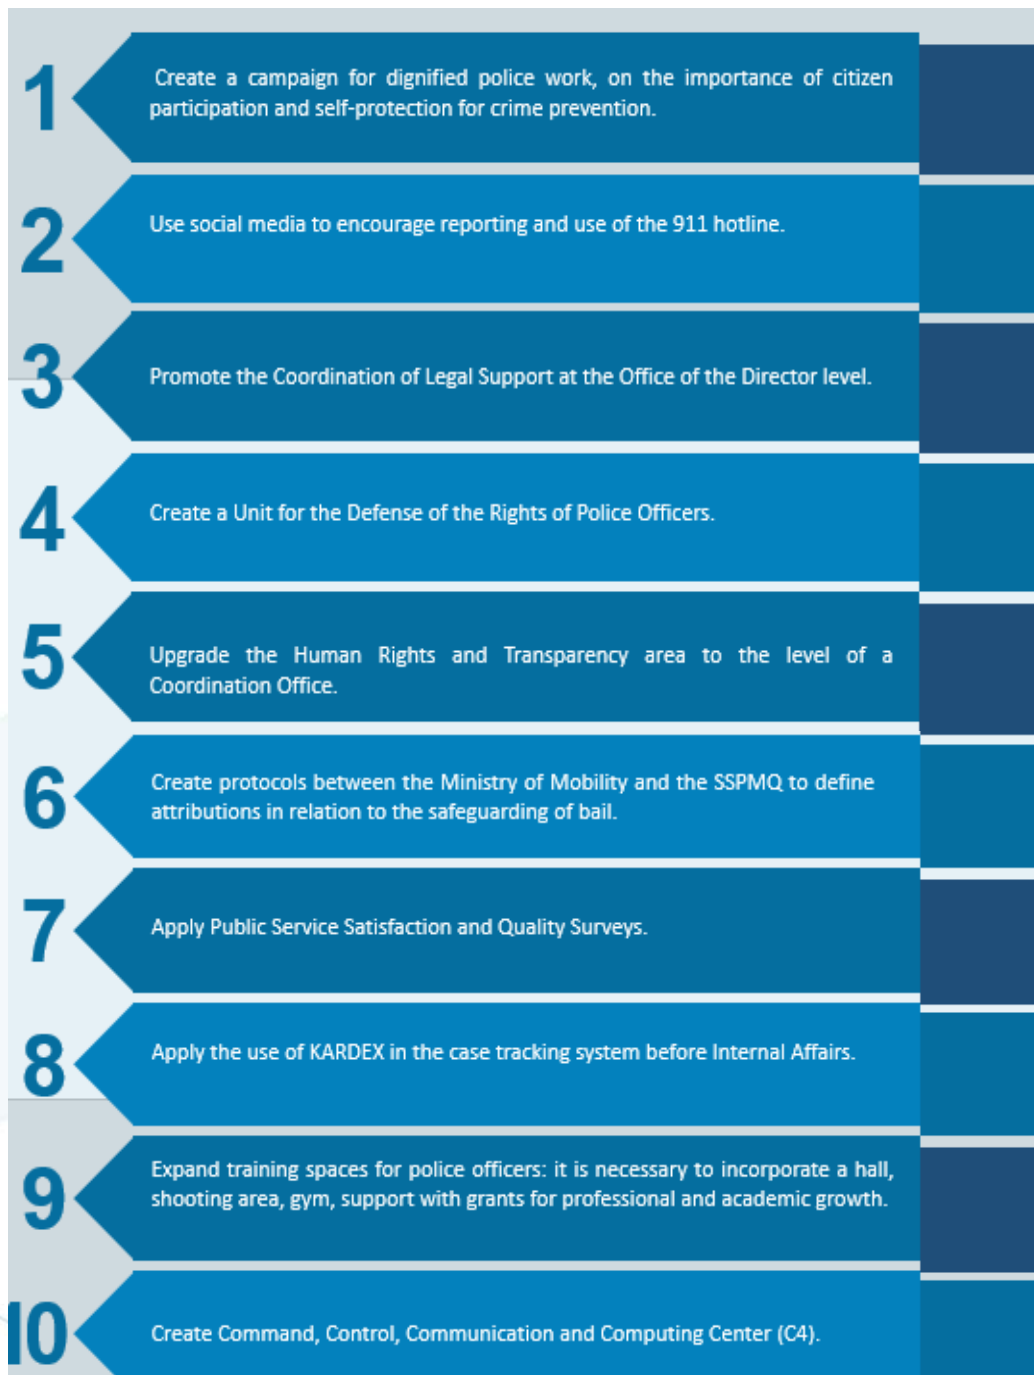 1
Create a campaign for dignified police work, on the importance of citizen
participation and self-protection for crime prevention.
2
Use social media to encourage reporting and use of the 911 hotline.
3
Promote the Coordination of Legal Support at the Office of the Director level.
4
Create a Unit for the Defense of the Rights of Police Officers.
5
Upgrade the Human Rights and Transparency area to the level of a
Coordination Office.
6
Create protocols between the Ministry of Mobility and the SSPMQ to define
attributions in relation to the safeguarding of bail.
7
Apply Public Service Satisfaction and Quality Surveys.
8
Apply the use of KARDEX in the case tracking system before Internal Affairs.
9
Expand training spaces for police officers: it is necessary to incorporate a hall,
shooting area, gym, support with grants for professional and academic growth.
10
Create Command, Control, Communication and Computing Center (C4).